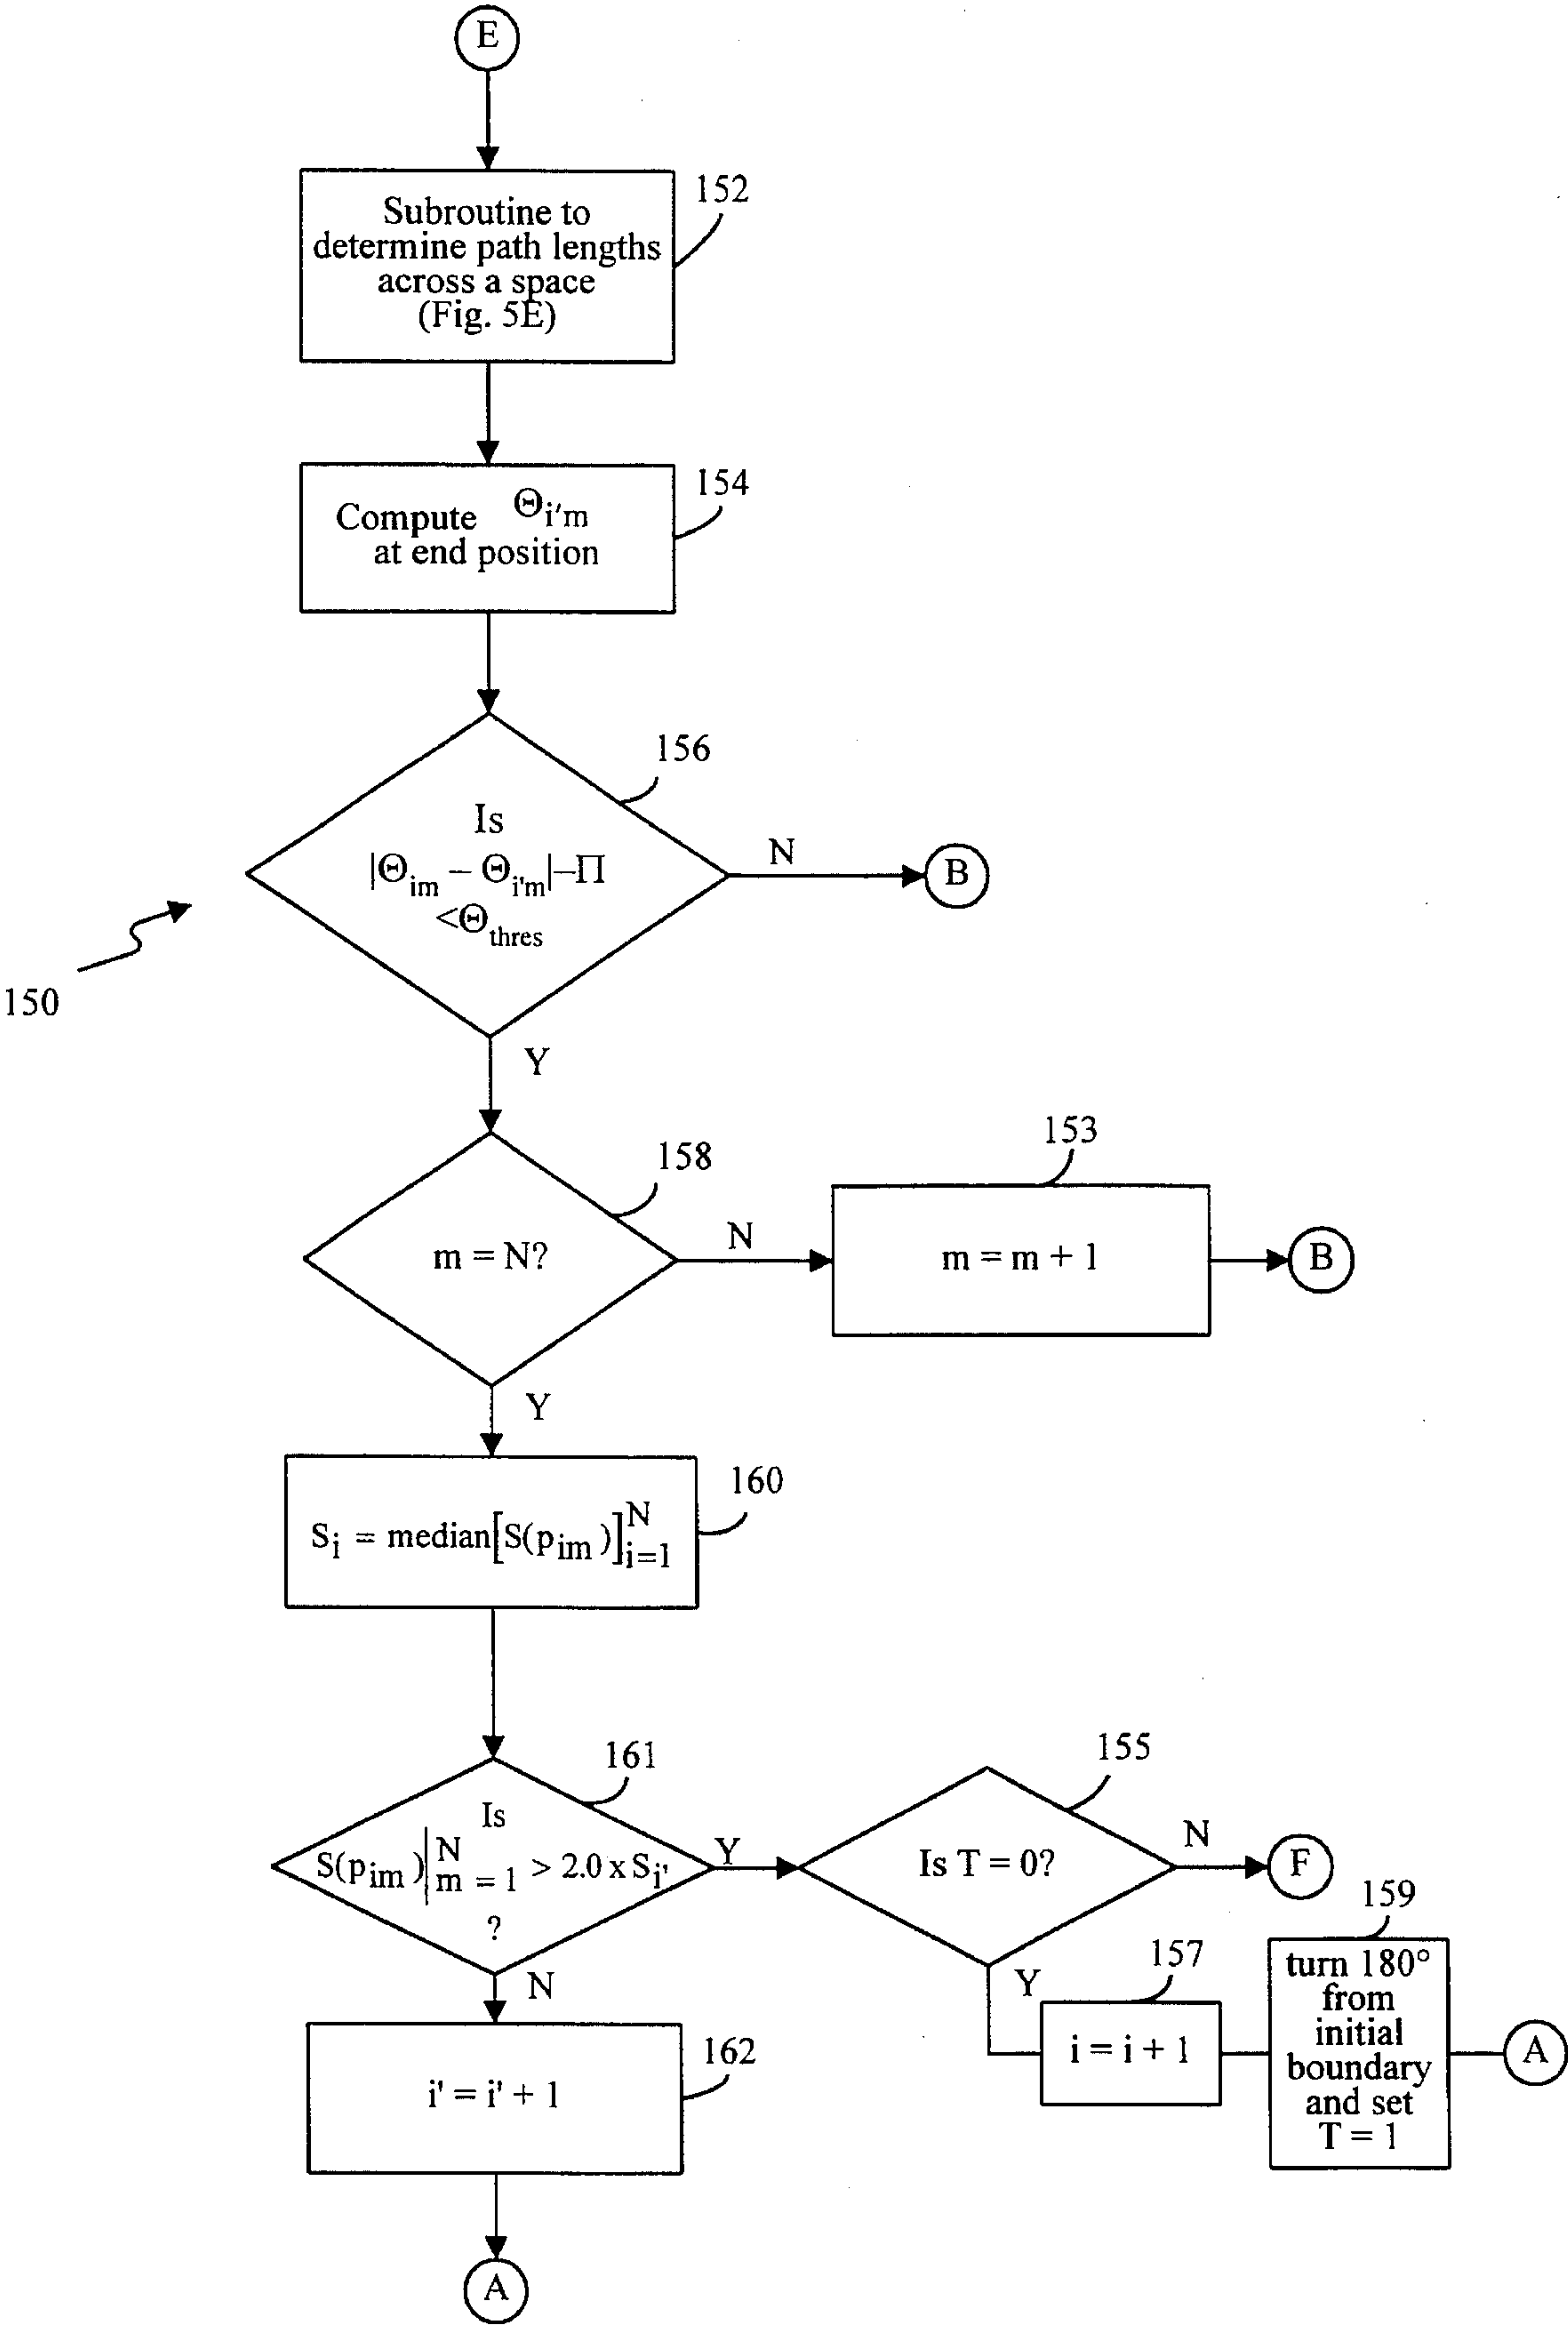 E
Subroutine to
determine path lengths
across a space
(Fig. 5E)
152
Compute Θi'm
at end position
154
Is
|Θim − Θi'm|−Π
<Θthres
156
N
B
150
Y
m = N?
158
N
m = m + 1
153
B
Y
Si = median[S(pim)]N i=1
160
Is
S(pim)|N m = 1 > 2.0 x Si'
?
161
Y
Is T = 0?
155
N
F
Y
i = i + 1
157
turn 180°
from
initial
boundary
and set
T = 1
159
A
N
i' = i' + 1
162
A